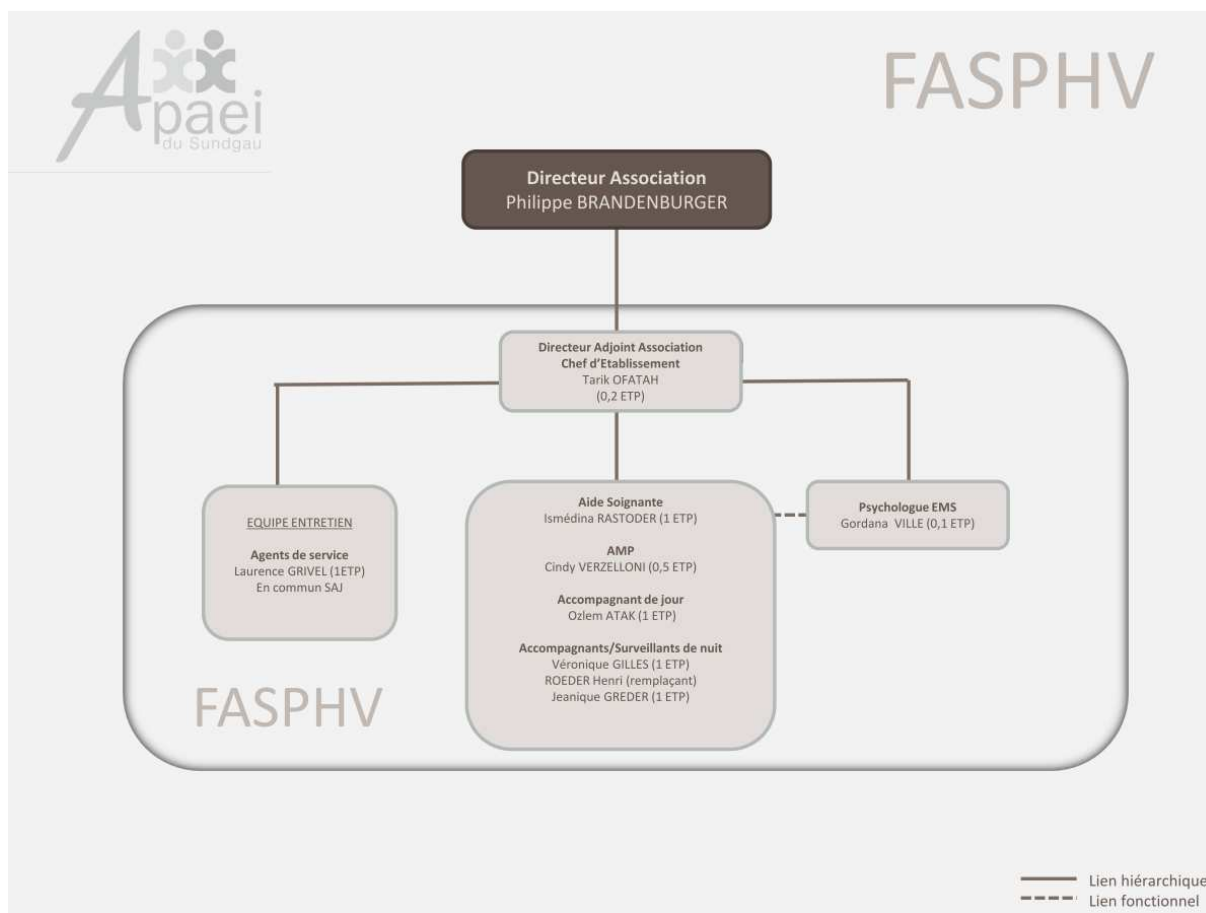 Apaei
du Sundgau
FASPHV
Directeur Association
Philippe BRANDENBURGER
Directeur Adjoint Association
Chef d'Etablissement
Tarik OFATAH
(0,2 ETP)
EQUIPE ENTRETIEN
Agents de service
Laurence GRIVEL (1ETP)
En commun SAJ
Aide Soignante
Ismédina RASTODER (1 ETP)
AMP
Cindy VERZELLONI (0,5 ETP)
Accompagnant de jour
Ozlem ATAK (1 ETP)
Accompagnants/Surveillants de nuit
Véronique GILLES (1 ETP)
ROEDER Henri (remplaçant)
Jeanique GREDER (1 ETP)
Psychologue EMS
Gordana VILLE (0,1 ETP)
FASPHV
Lien hiérarchique
Lien fonctionnel